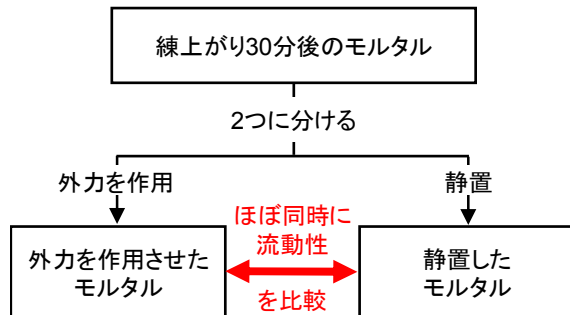 練上がり30分後のモルタル
2つに分ける
外力を作用
静置
ほぼ同時に
流動性
を比較
外力を作用させた
モルタル
静置した
モルタル